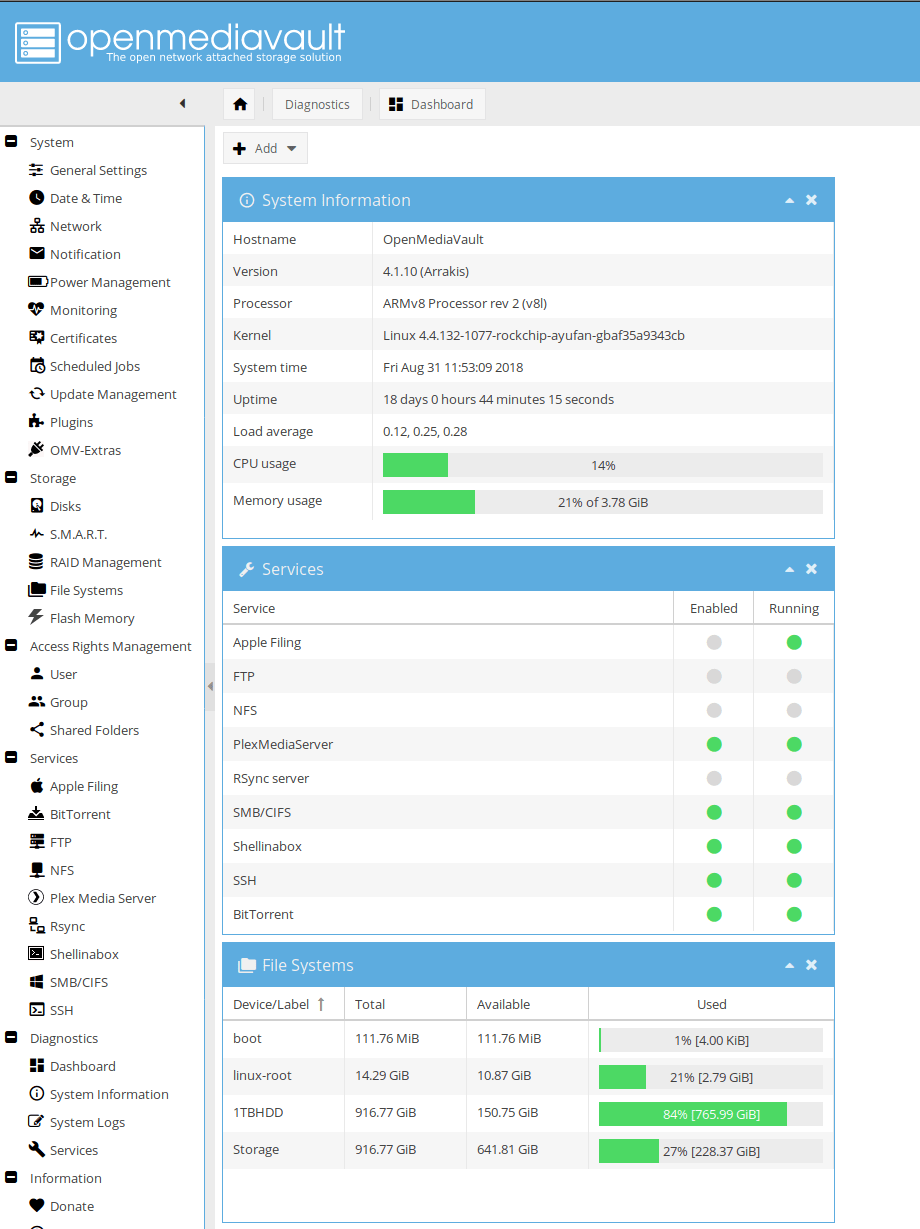 openmediavault
The open network attached storage solution
Diagnostics
Dashboard
Add
System
General Settings
Date & Time
Network
Notification
Power Management
Monitoring
Certificates
Scheduled Jobs
Update Management
Plugins
OMV-Extras
Storage
Disks
S.M.A.R.T.
RAID Management
File Systems
Flash Memory
Access Rights Management
User
Group
Shared Folders
Services
Apple Filing
BitTorrent
FTP
NFS
Plex Media Server
Rsync
Shellinabox
SMB/CIFS
SSH
Diagnostics
Dashboard
System Information
System Logs
Services
Information
Donate
System Information
Hostname OpenMediaVault
Version 4.1.10 (Arrakis)
Processor ARMv8 Processor rev 2 (v8l)
Kernel Linux 4.4.132-1077-rockchip-ayufan-gbaf35a9343cb
System time Fri Aug 31 11:53:09 2018
Uptime 18 days 0 hours 44 minutes 15 seconds
Load average 0.12, 0.25, 0.28
CPU usage 14%
Memory usage 21% of 3.78 GiB
Services
Service Enabled Running
Apple Filing
FTP
NFS
PlexMediaServer
RSync server
SMB/CIFS
Shellinabox
SSH
BitTorrent
File Systems
Device/Label Total Available Used
boot 111.76 MiB 111.76 MiB 1% [4.00 KiB]
linux-root 14.29 GiB 10.87 GiB 21% [2.79 GiB]
1TBHDD 916.77 GiB 150.75 GiB 84% [765.99 GiB]
Storage 916.77 GiB 641.81 GiB 27% [228.37 GiB]